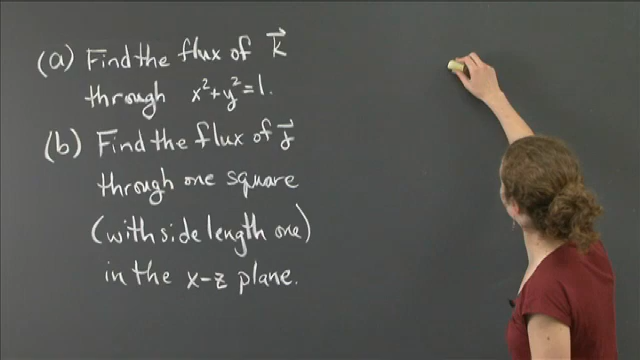 (a) Find the flux of k⃗
through x²+y²=1.
(b) Find the flux of j⃗
through one square
(with side length one)
in the x-z plane.